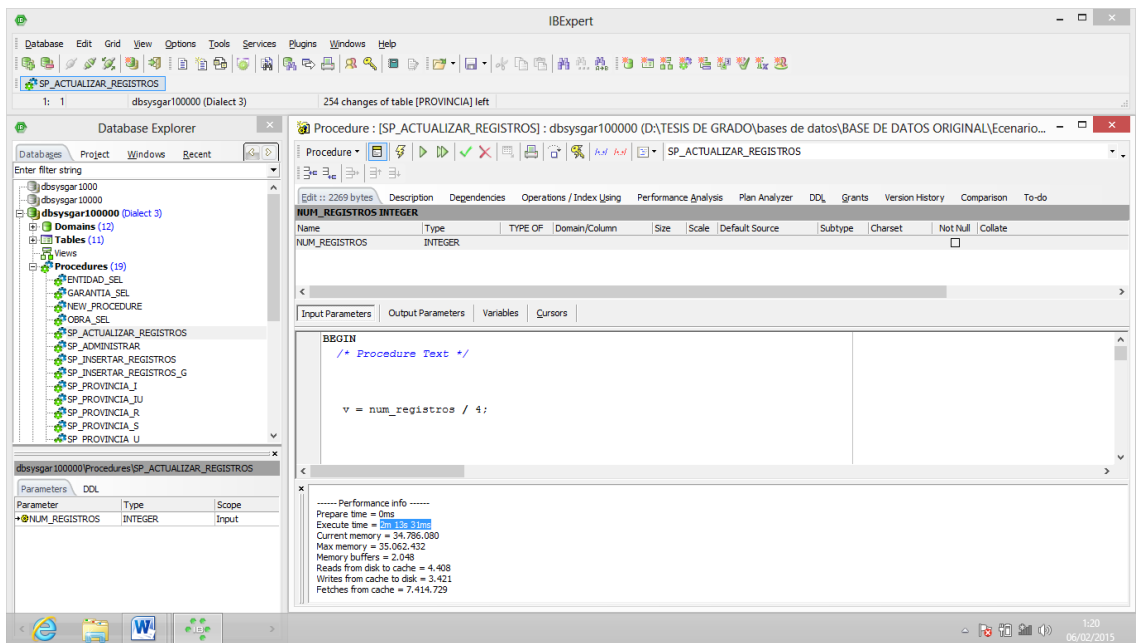 IBExpert
Database Edit Grid View Options Tools Services Plugins Windows Help
SP_ACTUALIZAR_REGISTROS
1: 1 dbsysgar100000 (Dialect 3) 254 changes of table [PROVINCIA] left
Database Explorer
Databases Project Windows Recent
Enter filter string
dbsysgar1000
dbsysgar10000
dbsysgar100000 (Dialect 3)
Domains (12)
Tables (11)
Views
Procedures (19)
ENTIDAD_SEL
GARANTIA_SEL
NEW_PROCEDURE
OBRA_SEL
SP_ACTUALIZAR_REGISTROS
SP_ADMINISTRAR
SP_INSERTAR_REGISTROS
SP_INSERTAR_REGISTROS_G
SP_PROVINCIA_I
SP_PROVINCIA_IU
SP_PROVINCIA_R
SP_PROVINCIA_S
SP_PROVINCIA_U
dbsysgar100000\Procedures\SP_ACTUALIZAR_REGISTROS
Parameters DDL
Parameter Type Scope
NUM_REGISTROS INTEGER Input
Procedure : [SP_ACTUALIZAR_REGISTROS] : dbsysgar100000 (D:\TESIS DE GRADO\bases de datos\BASE DE DATOS ORIGINAL\Ecenario...
Procedure SP_ACTUALIZAR_REGISTROS
Edit :: 2269 bytes Description Dependencies Operations / Index Using Performance Analysis Plan Analyzer DDL Grants Version History Comparison To-do
NUM_REGISTROS INTEGER
Name Type TYPE OF Domain/Column Size Scale Default Source Subtype Charset Not Null Collate
NUM_REGISTROS INTEGER
Input Parameters Output Parameters Variables Cursors
BEGIN
/* Procedure Text */
v = num_registros / 4;
------ Performance info ------
Prepare time = 0ms
Execute time = 2m 13s 31ms
Current memory = 34.786.080
Max memory = 35.062.432
Memory buffers = 2.048
Reads from disk to cache = 4.408
Writes from cache to disk = 3.421
Fetches from cache = 7.414.729
1:20
06/02/2015